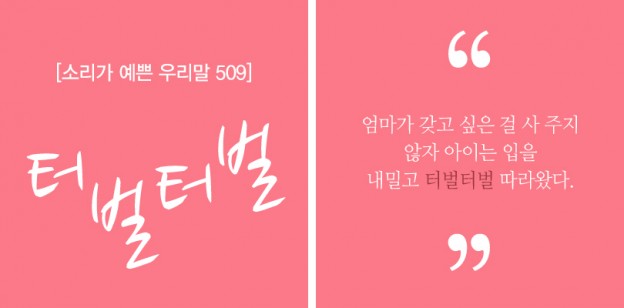 [소리가 예쁜 우리말 509]
터벌터벌
“
엄마가 갖고 싶은 걸 사 주지
않자 아이는 입을
내밀고 터벌터벌 따라왔다.
”